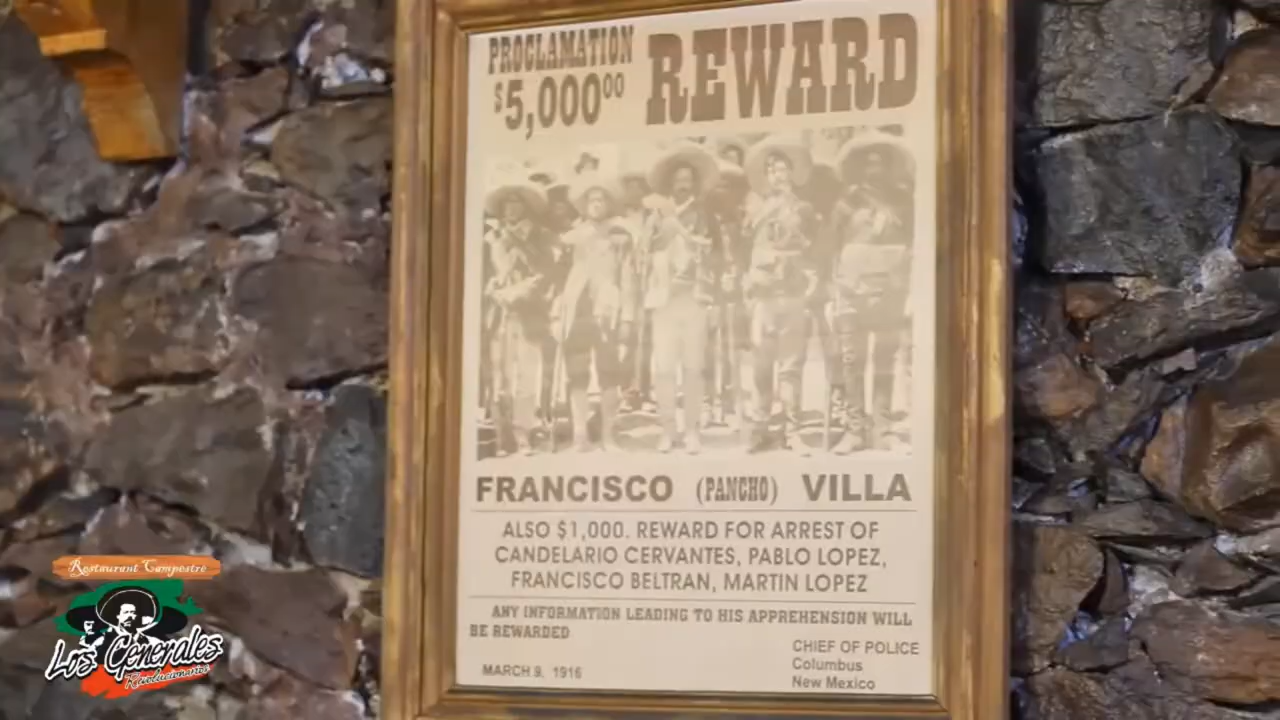 PROCLAMATION
$5,000.00
REWARD
FRANCISCO (PANCHO) VILLA
ALSO $1,000. REWARD FOR ARREST OF
CANDELARIO CERVANTES, PABLO LOPEZ,
FRANCISCO BELTRAN, MARTIN LOPEZ
ANY INFORMATION LEADING TO HIS APPREHENSION WILL
BE REWARDED
MARCH 9, 1916
CHIEF OF POLICE
Columbus
New Mexico
Restaurant Campestre
Los Generales
Revolucionarios